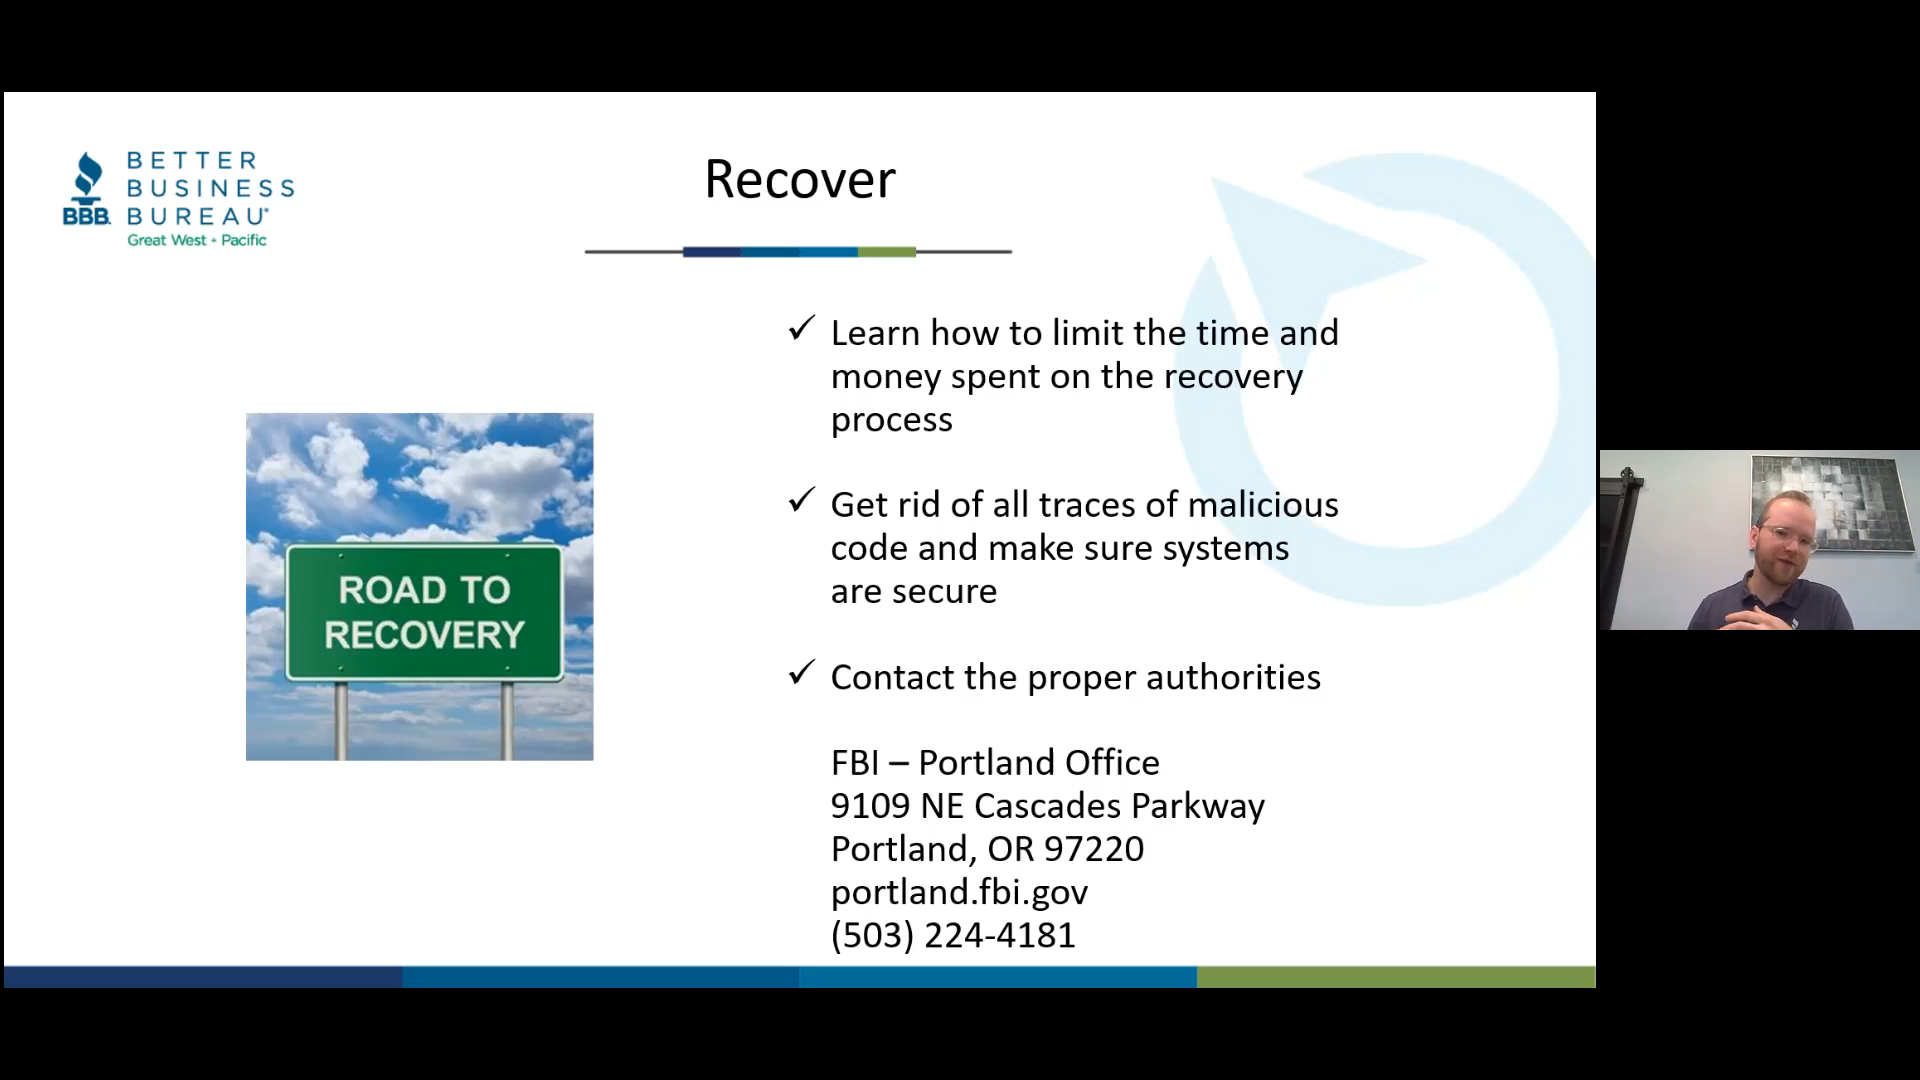 BETTER
BUSINESS
BBB. BUREAU®
Great West + Pacific
Recover
ROAD TO
RECOVERY
✓ Learn how to limit the time and
money spent on the recovery
process
✓ Get rid of all traces of malicious
code and make sure systems
are secure
✓ Contact the proper authorities
FBI – Portland Office
9109 NE Cascades Parkway
Portland, OR 97220
portland.fbi.gov
(503) 224-4181